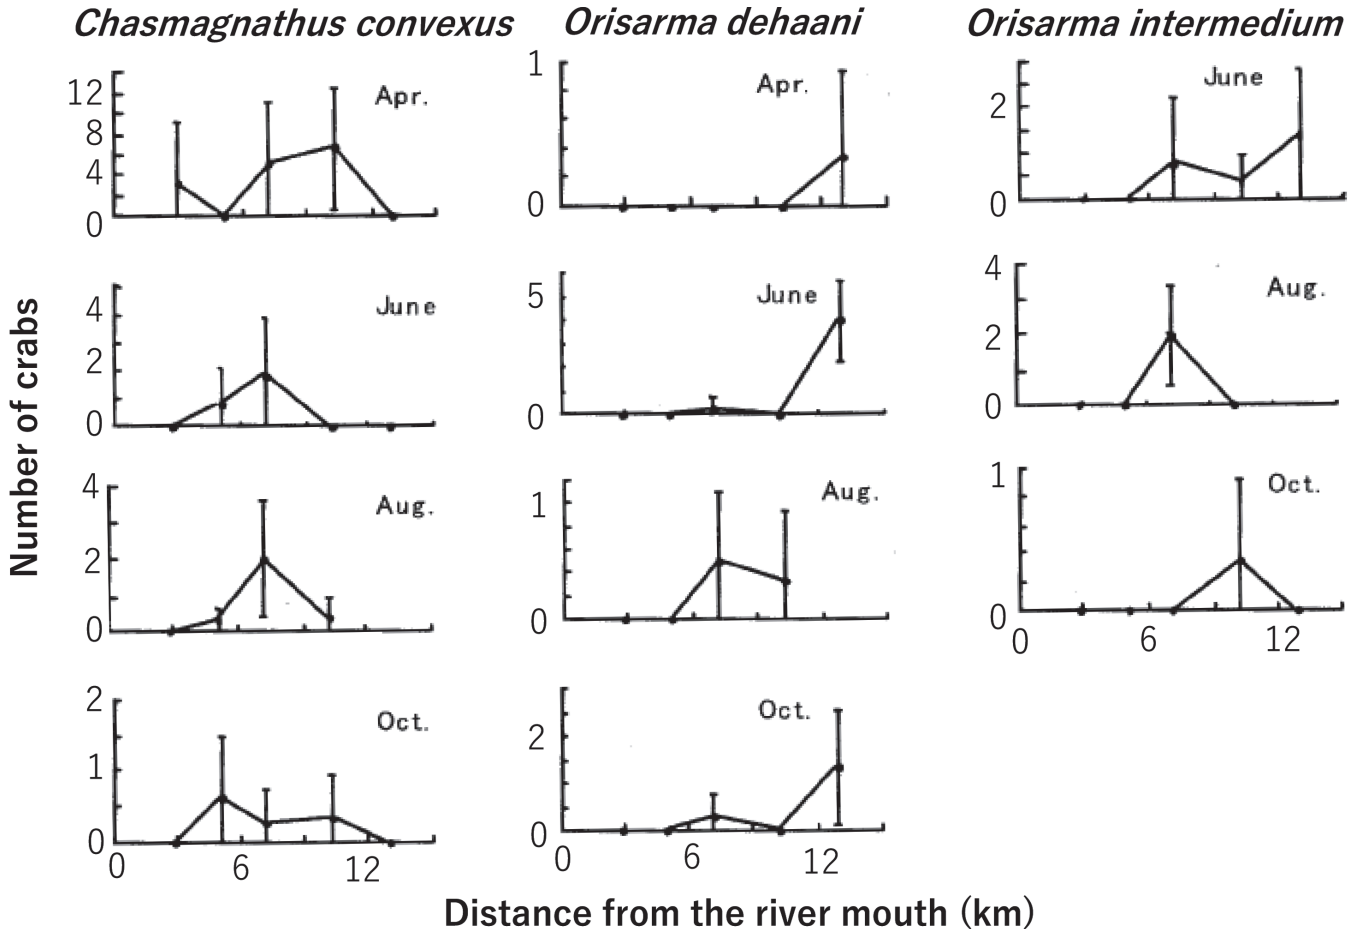 Chasmagnathus convexus
Orisarma dehaani
Orisarma intermedium
Number of crabs
12
8
4
0
Apr.
1
0
Apr.
2
0
June
4
2
0
June
5
0
June
4
2
0
Aug.
4
2
0
Aug.
1
0
Aug.
1
0
Oct.
0
6
12
2
1
0
Oct.
0
6
12
2
0
Oct.
0
6
12
Distance from the river mouth (km)